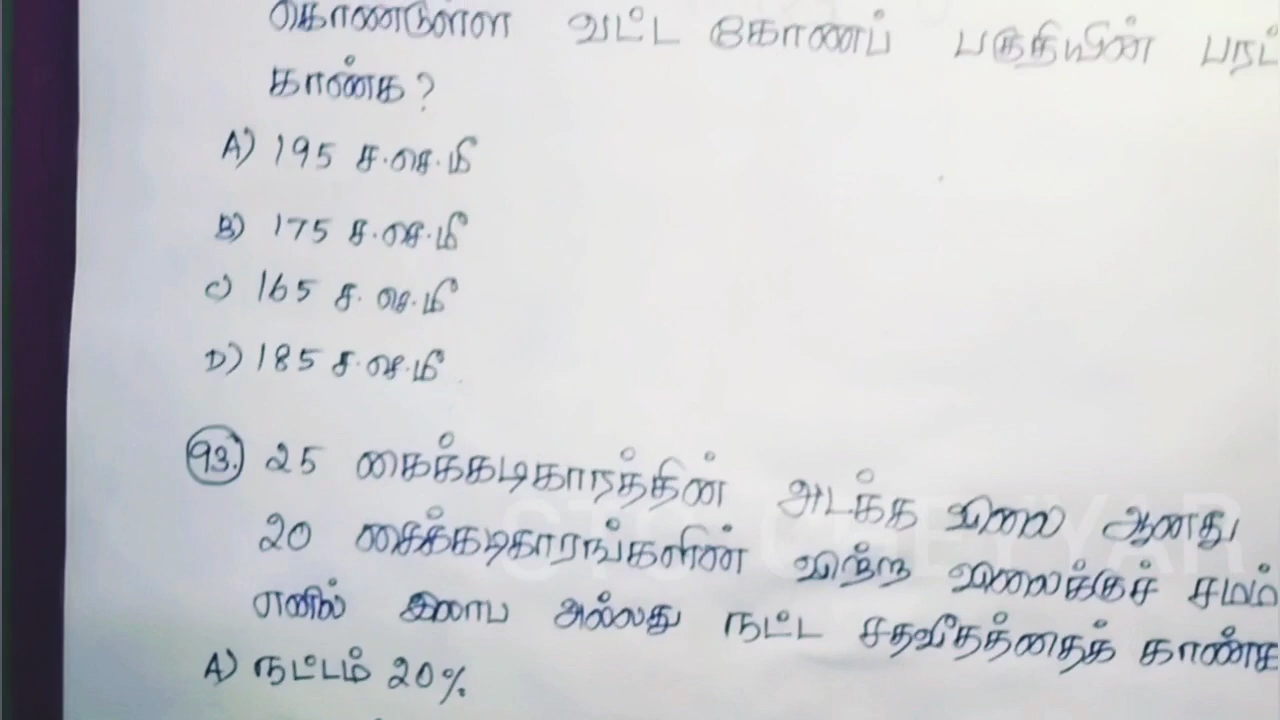 கொண்டுள்ள வட்ட கோணப் பகுதியின் பரப்
காண்க?
A) 195 ச.செ.மீ
B) 175 ச.செ.மீ
C) 165 ச.செ.மீ
D) 185 ச.செ.மீ
93. 25 கைக்கடிகாரத்தின் அடக்க விலை ஆனது
20 கைக்கடிகாரங்களின் விற்ற விலைக்குச் சமம்
எனில் இலாப அல்லது நட்ட சதவீதத்தைக் காண்க
A) நட்டம் 20%